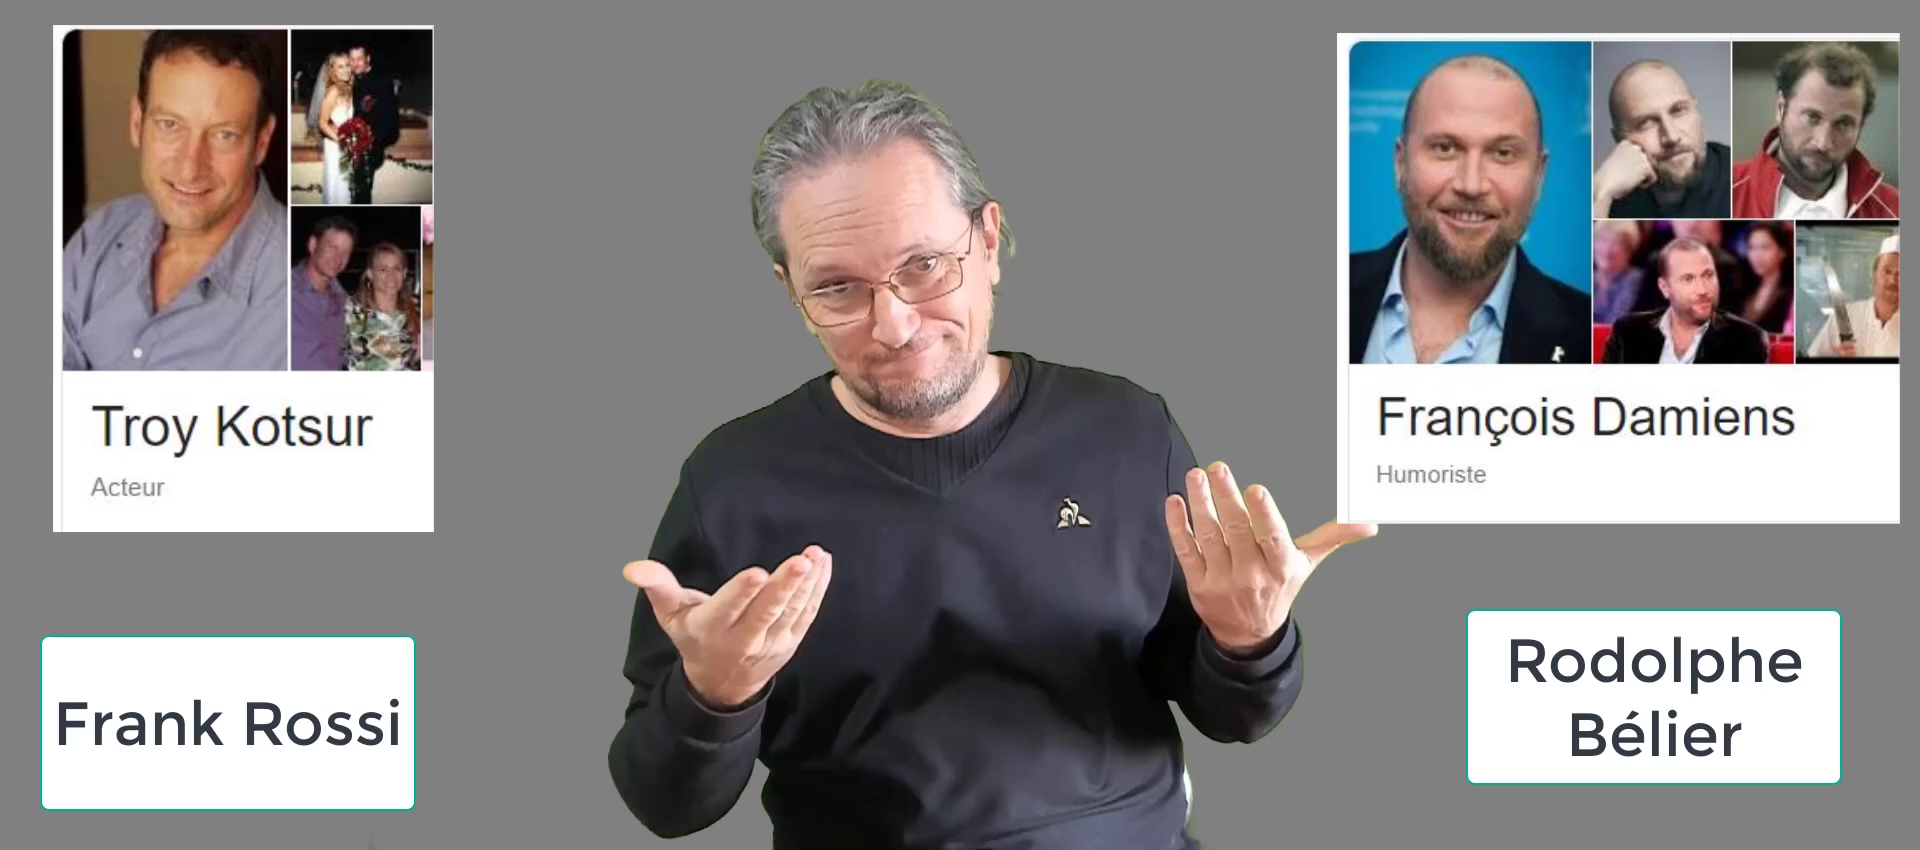 Troy Kotsur
Acteur
Frank Rossi
François Damiens
Humoriste
Rodolphe
Bélier